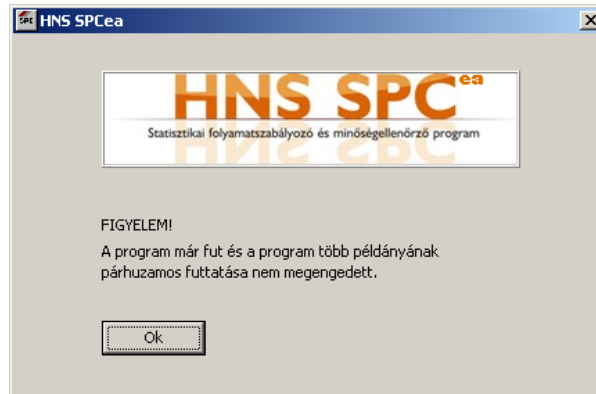 HNS SPCea
HNS SPC ea
Statisztikai folyamatszabályozó és minőségellenőrző program
FIGYELEM!
A program már fut és a program több példányának
párhuzamos futtatása nem megengedett.
Ok